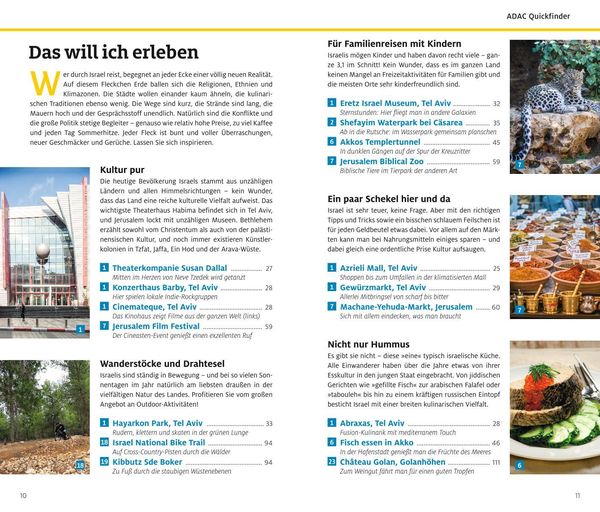 ADAC Quickfinder
Das will ich erleben
Wer durch Israel reist, begegnet an jeder Ecke einer völlig neuen Realität.
Auf diesem Fleckchen Erde ballen sich die Religionen, Ethnien und
Klimazonen. Die Städte wollen einander kaum ähneln, die kulinari-
schen Traditionen ebenso wenig. Die Wege sind kurz, die Strände sind lang, die
Mauern hoch und der Gesprächsstoff unendlich. Natürlich sind die Konflikte und
die große Politik stetige Begleiter – genauso wie relativ hohe Preise, zu viel Kaffee
und jeden Tag Sommerhitze. Jeder Fleck ist bunt und voller Überraschungen,
neuer Geschmäcker und Gerüche. Lassen Sie sich inspirieren.
Kultur pur
Die heutige Bevölkerung Israels stammt aus unzähligen
Ländern und allen Himmelsrichtungen – kein Wunder,
dass das Land eine reiche kulturelle Vielfalt aufweist. Das
wichtigste Theaterhaus Habima befindet sich in Tel Aviv,
und Jerusalem lockt mit unzähligen Museen. Bethlehem
erzählt sowohl vom Christentum als auch von der palästi-
nensischen Kultur, und noch immer existieren Künstler-
kolonien in Tzfat, Jaffa, Ein Hod und der Arava-Wüste.
1 Theaterkompanie Susan Dallal ........ 27
Mitten im Herzen von Neve Tzedek wird getanzt
1 Konzerthaus Barby, Tel Aviv ........ 28
Hier spielen lokale Indie-Rockgruppen
1 Cinemateque, Tel Aviv ........ 28
Das Kinohaus zeigt Filme aus der ganzen Welt (links)
7 Jerusalem Film Festival ........ 59
Der Cineasten-Event genießt einen exzellenten Ruf
1
Wanderstöcke und Drahtesel
Israelis sind ständig in Bewegung – und bei so vielen Son-
nentagen im Jahr natürlich am liebsten draußen in der
vielfältigen Natur des Landes. Profitieren Sie vom großen
Angebot an Outdoor-Aktivitäten!
1 Hayarkon Park, Tel Aviv ........ 33
Rudern, klettern und skaten in der grünen Lunge
18 Israel National Bike Trail ........ 94
Auf Cross-Country-Pisten durch die Wälder
19 Kibbutz Sde Boker ........ 94
Zu Fuß durch die staubigen Wüstenebenen
18
10
Für Familienreisen mit Kindern
Israelis mögen Kinder und haben davon recht viele – gan-
ze 3,1 im Schnitt! Kein Wunder, dass es im ganzen Land
keinen Mangel an Freizeitaktivitäten für Familien gibt und
die meisten Orte sehr kinderfreundlich sind.
1 Eretz Israel Museum, Tel Aviv ........ 32
Sternstunden: Hier fliegt man in andere Galaxien
2 Shefayim Waterpark bei Cäsarea ........ 35
Ab in die Rutsche: im Wasserpark gemeinsam planschen
6 Akkos Templertunnel ........ 45
In dunklen Gängen auf der Spur der Kreuzritter
7 Jerusalem Biblical Zoo ........ 59
Biblische Tiere im Tierpark der anderen Art
7
Ein paar Schekel hier und da
Israel ist sehr teuer, keine Frage. Aber mit den richtigen
Tipps und Tricks sowie ein bisschen schlauem Feilschen ist
für jeden Geldbeutel etwas dabei. Vor allem auf den Märk-
ten kann man bei Nahrungsmitteln einiges sparen – und
dabei gleich eine ordentliche Prise Kultur aufsaugen.
1 Azrieli Mall, Tel Aviv ........ 25
Shoppen bis zum Umfallen in der klimatisierten Mall
1 Gewürzmarkt, Tel Aviv ........ 29
Allerlei Mitbringsel von scharf bis bitter
7 Machane-Yehuda-Markt, Jerusalem ........ 60
Sich mit allem eindecken, was man braucht
7
Nicht nur Hummus
Es gibt sie nicht – diese »eine« typisch israelische Küche.
Alle Einwanderer haben über die Jahre etwas von ihrer
Esskultur in den jungen Staat eingebracht. Von jiddischen
Gerichten wie »gefillte Fisch« zur arabischen Falafel oder
»tabouleh« bis hin zu einem kräftigen russischen Eintopf
besticht Israel mit einer breiten kulinarischen Vielfalt.
1 Abraxas, Tel Aviv ........ 28
Fusion-Kulinarik mit mediterranem Touch
6 Fisch essen in Akko ........ 46
In der Hafenstadt genießt man die Früchte des Meeres
23 Château Golan, Golanhöhen ........ 111
Zum Weingut fährt man für einen guten Tropfen
6
11